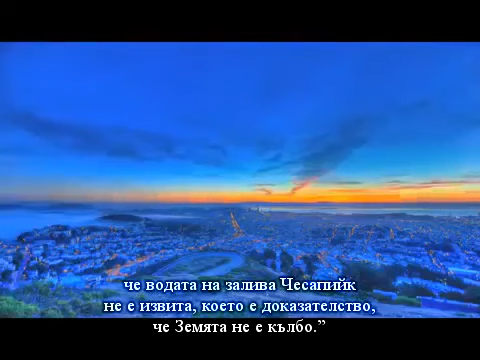 че водата на залива Чесапийк
не е извита, което е доказателство,
че Земята не е кълбо.”